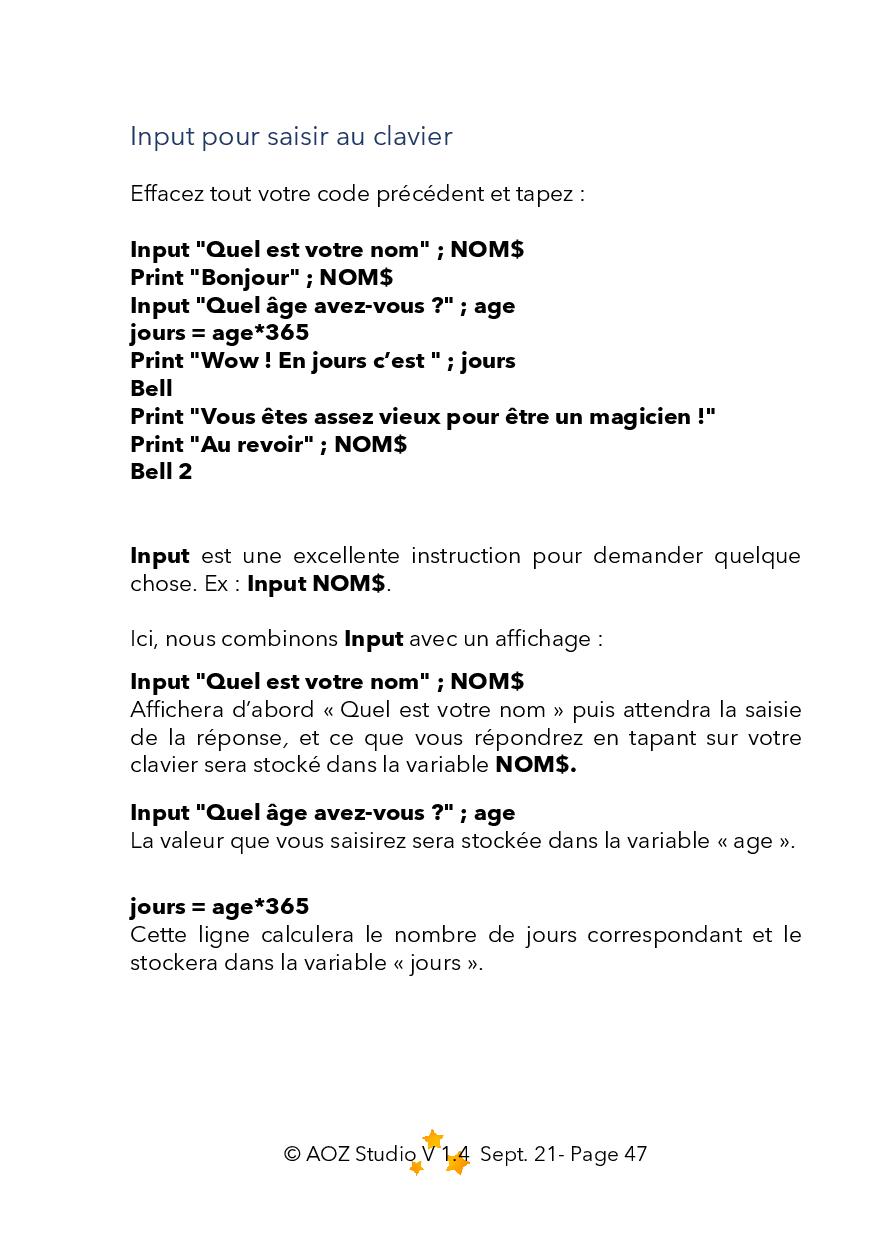 Input pour saisir au clavier
Effacez tout votre code précédent et tapez :
Input "Quel est votre nom" ; NOM$
Print "Bonjour" ; NOM$
Input "Quel âge avez-vous ?" ; age
jours = age*365
Print "Wow ! En jours c’est " ; jours
Bell
Print "Vous êtes assez vieux pour être un magicien !"
Print "Au revoir" ; NOM$
Bell 2
Input est une excellente instruction pour demander quelque
chose. Ex : Input NOM$.
Ici, nous combinons Input avec un affichage :
Input "Quel est votre nom" ; NOM$
Affichera d’abord « Quel est votre nom » puis attendra la saisie
de la réponse, et ce que vous répondrez en tapant sur votre
clavier sera stocké dans la variable NOM$.
Input "Quel âge avez-vous ?" ; age
La valeur que vous saisirez sera stockée dans la variable « age ».
jours = age*365
Cette ligne calculera le nombre de jours correspondant et le
stockera dans la variable « jours ».
© AOZ Studio V 1.4 Sept. 21- Page 47